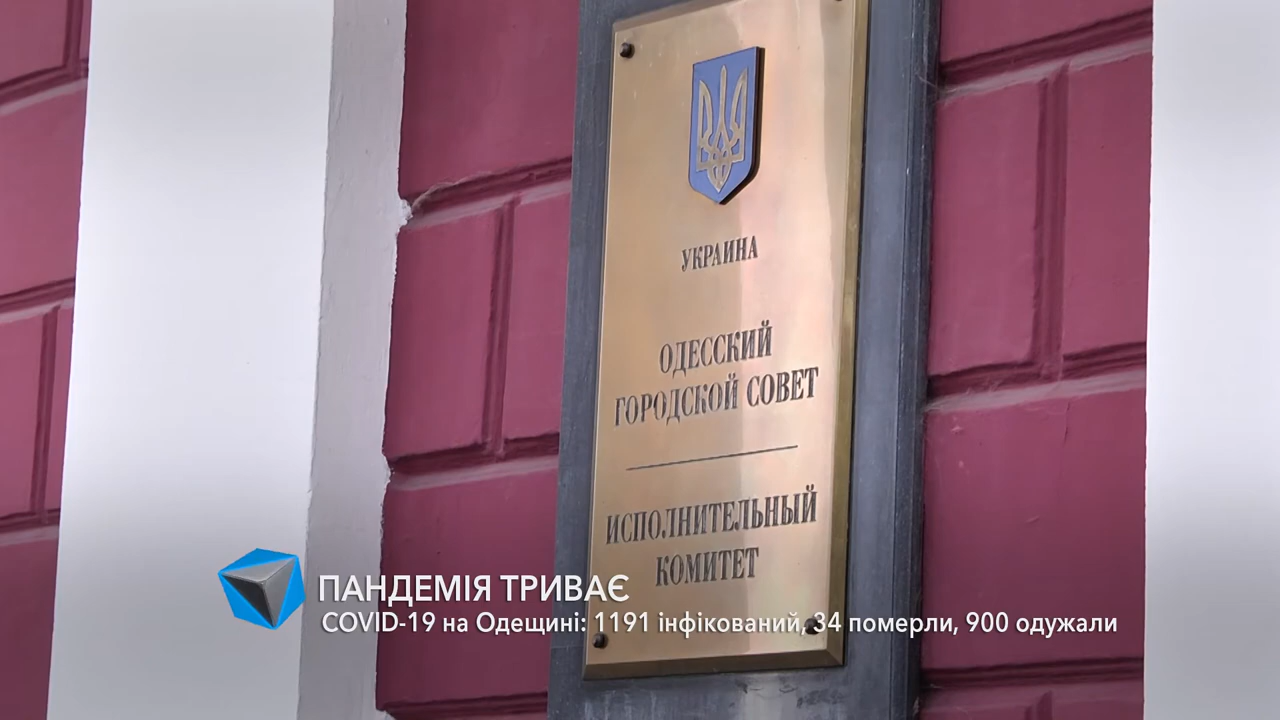 УКРАИНА
ОДЕССКИЙ
ГОРОДСКОЙ СОВЕТ
ИСПОЛНИТЕЛЬНЫЙ
КОМИТЕТ
ПАНДЕМІЯ ТРИВАЄ
COVID-19 на Одещині: 1191 інфікований, 34 померли, 900 одужали